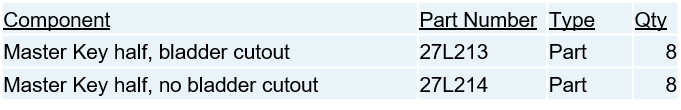 Component Part Number Type Qty
Master Key half, bladder cutout 27L213 Part 8
Master Key half, no bladder cutout 27L214 Part 8